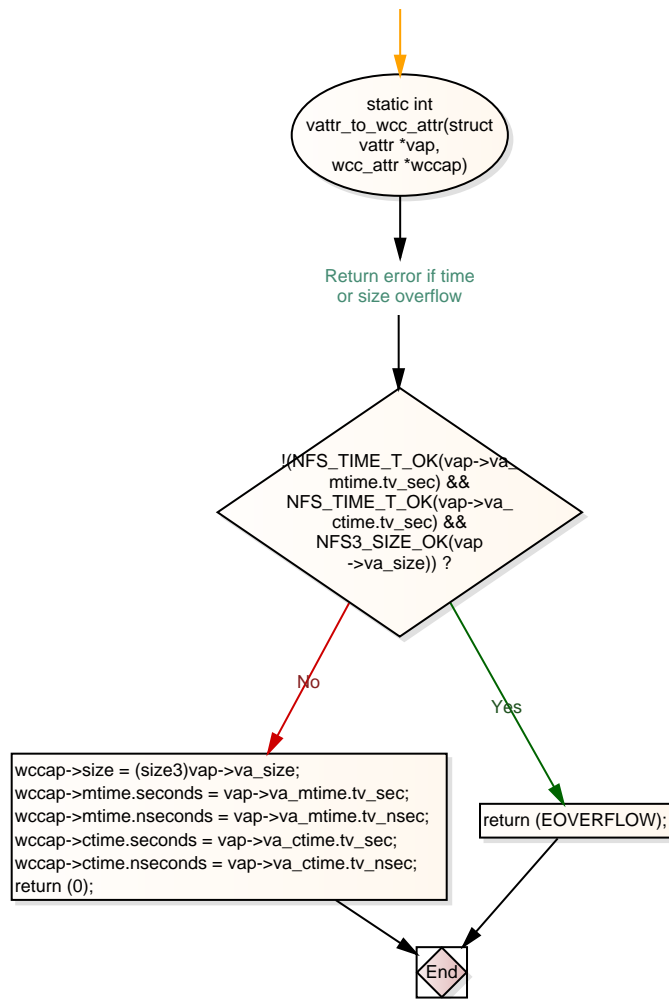 static int
vattr_to_wcc_attr(struct
vattr *vap,
wcc_attr *wccap)
Return error if time
or size overflow
!(NFS_TIME_T_OK(vap->va_
mtime.tv_sec) &&
NFS_TIME_T_OK(vap->va_
ctime.tv_sec) &&
NFS3_SIZE_OK(vap
->va_size)) ?
No
Yes
wccap->size = (size3)vap->va_size;
wccap->mtime.seconds = vap->va_mtime.tv_sec;
wccap->mtime.nseconds = vap->va_mtime.tv_nsec;
wccap->ctime.seconds = vap->va_ctime.tv_sec;
wccap->ctime.nseconds = vap->va_ctime.tv_nsec;
return (0);
return (EOVERFLOW);
End